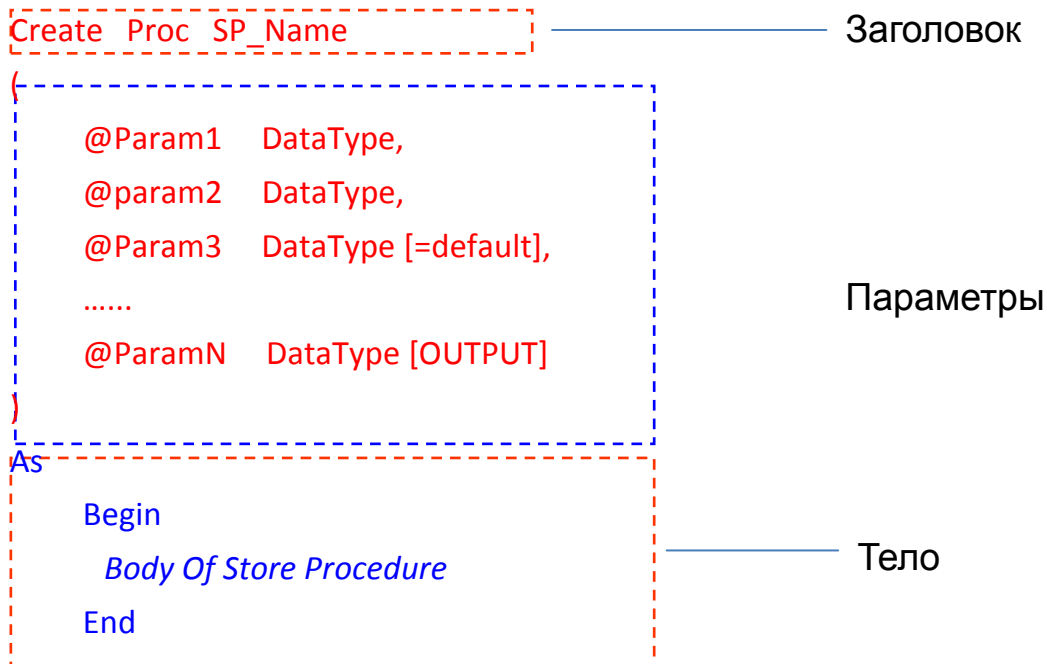 Create Proc SP_Name
Заголовок
(
@Param1 DataType,
@param2 DataType,
@Param3 DataType [=default],
…...
Параметры
@ParamN DataType [OUTPUT]
)
As
Begin
Body Of Store Procedure
Тело
End